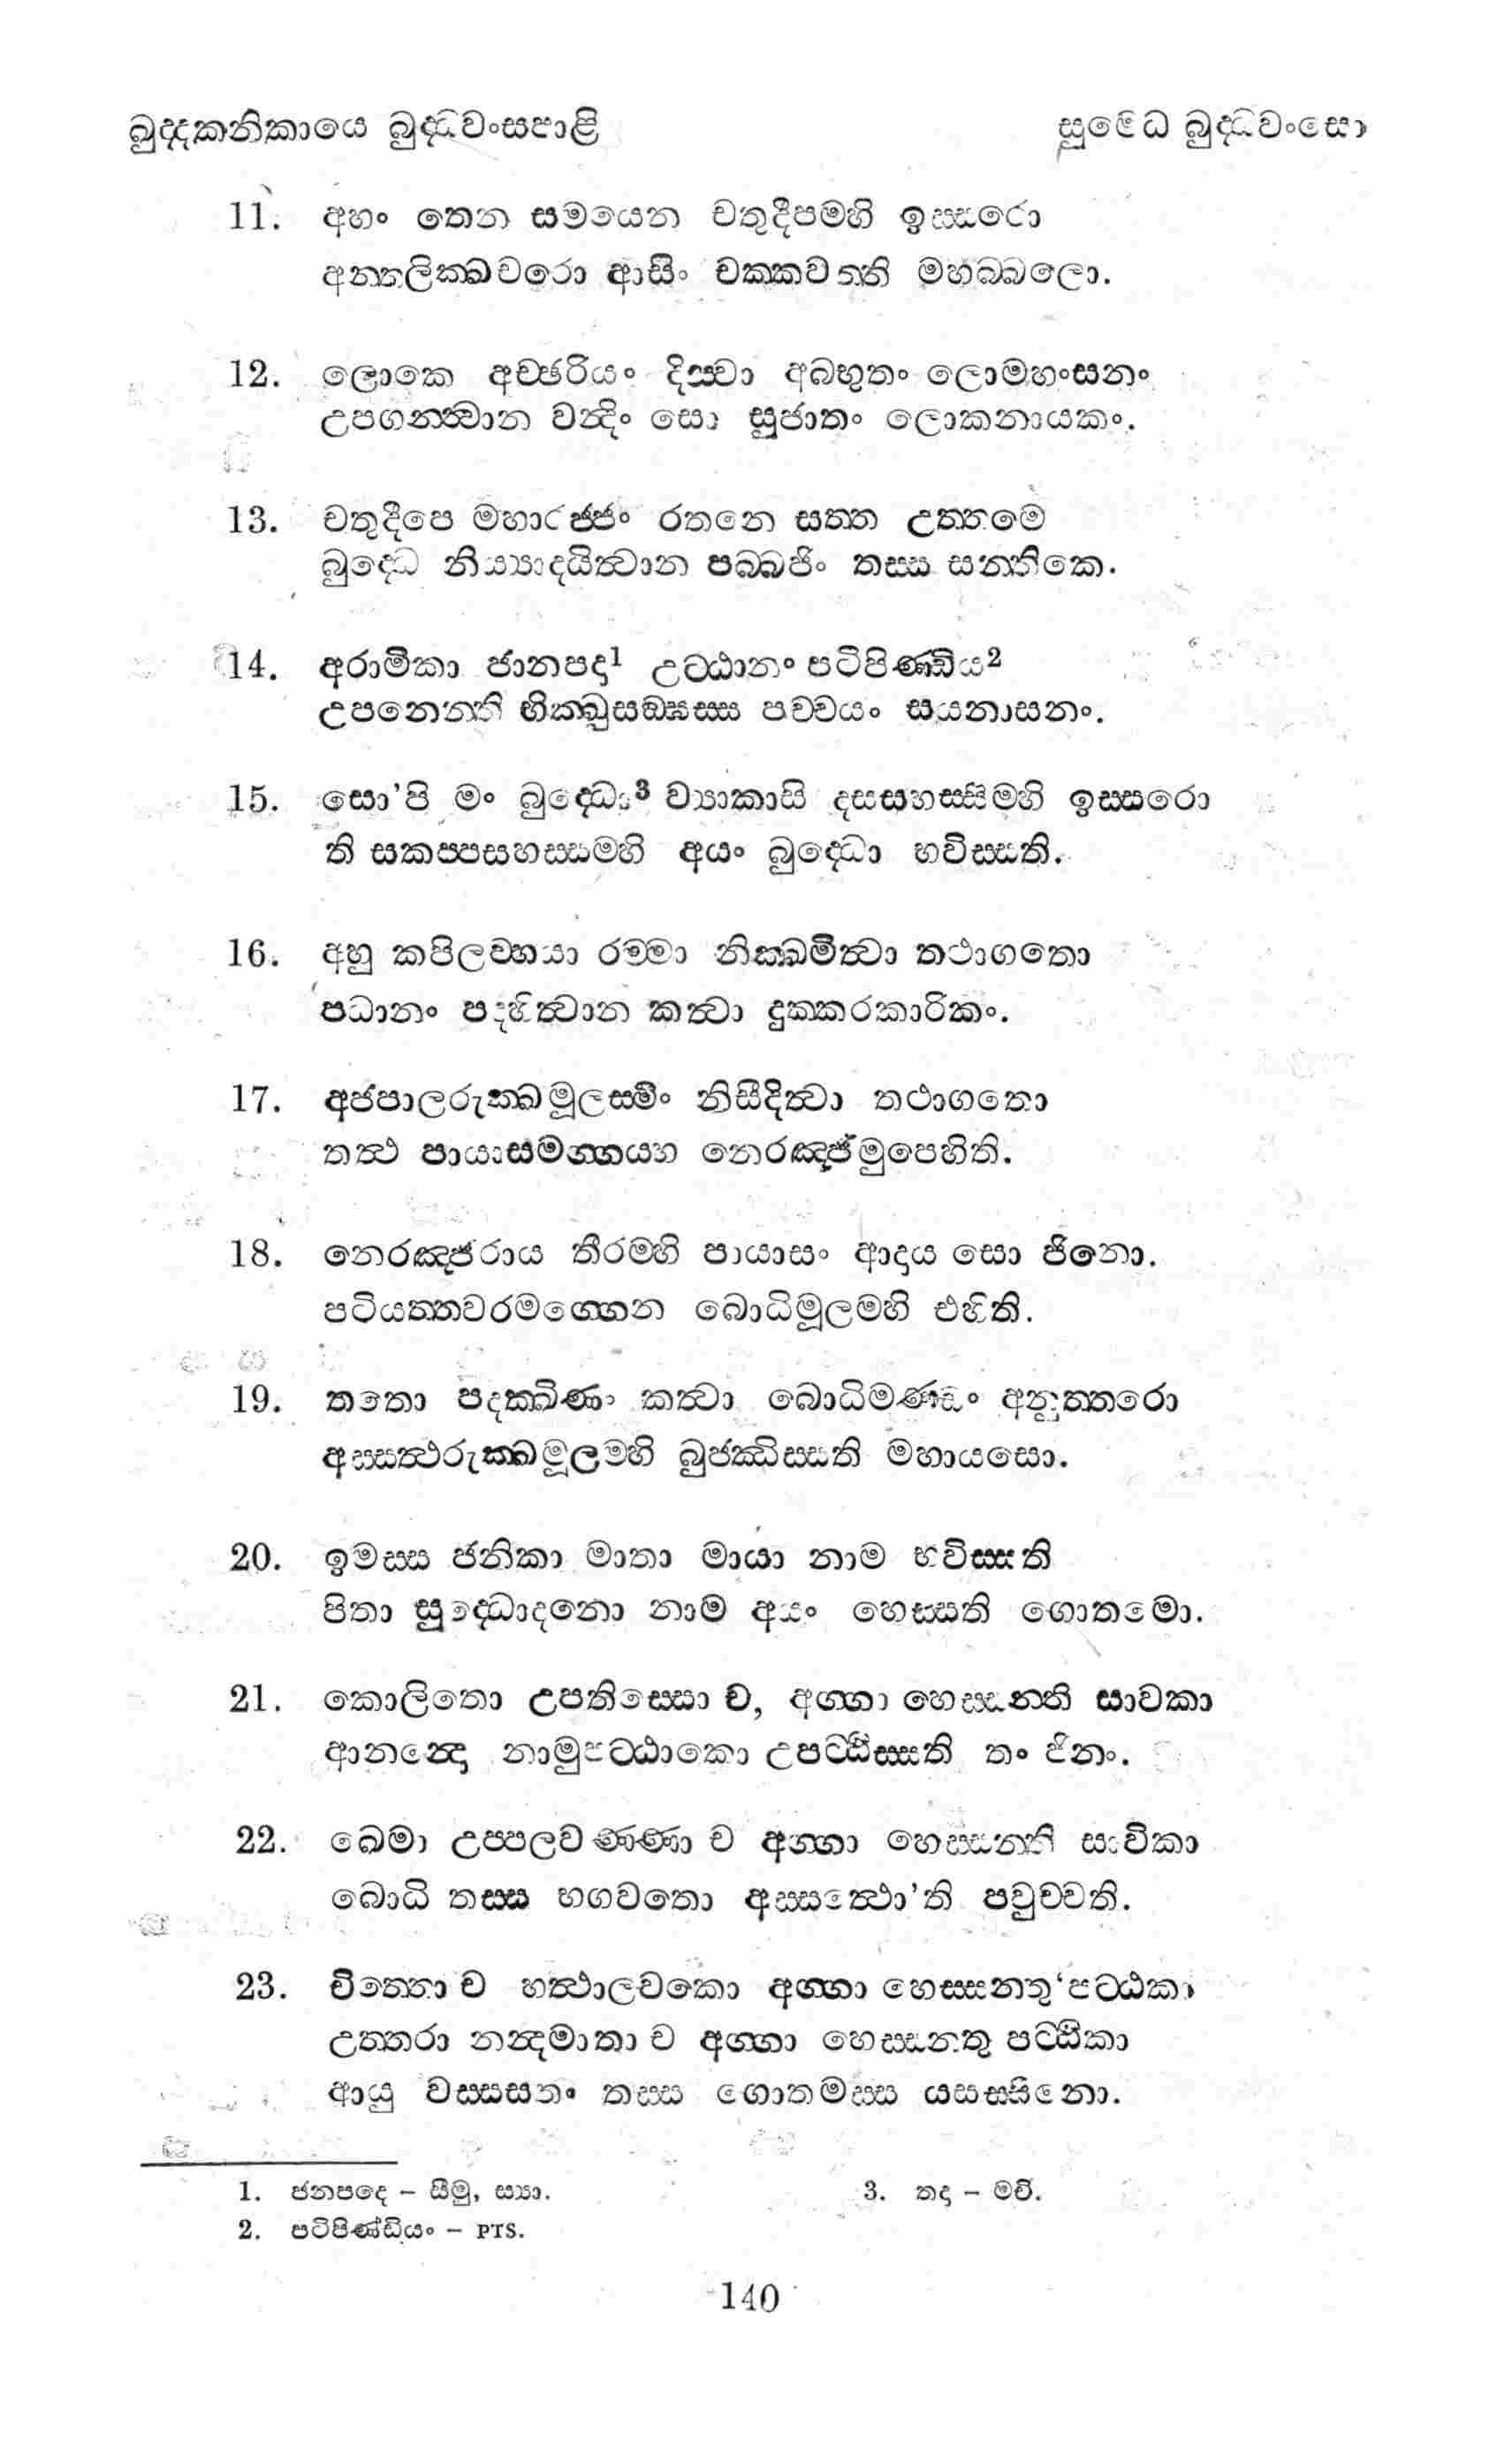 ඛුද්දකනිකායෙ බුද්ධවංසපාළි සුමෙධ බුද්ධවංසො
11. අහං තෙන සමයෙන චතුදීපම්හි ඉස්සරො
අන්තලික්ඛචරො ආසිං චක්කවත්ති මහබ්බලො.
12. ලොකෙ අච්ඡරියං දිස්වා අබ්භුතං ලොමහංසනං
උපගන්ත්වාන වන්දිං සො සුජාතං ලොකනායකං.
13. චතුදීපෙ මහාරජ්ජං රතනෙ සත්ත උත්තමෙ
බුද්ධෙ නිය්‍යාදයිත්වාන පබ්බජිං තස්ස සන්තිකෙ.
14. අරාමිකා ජානපදා1 උට්ඨානං පටිපිණ්ඩිය2
උපනෙන්ති භික්ඛුසඞ්ඝස්ස පච්චයං සයනාසනං.
15. සො'පි මං බුද්ධො3 ව්‍යාකාසි දසසහස්සිම්හි ඉස්සරො
තිංසකප්පසහස්සම්හි අයං බුද්ධො භවිස්සති.
16. අහු කපිලව්හයා රම්මා නික්ඛමිත්වා තථාගතො
පධානං පදහිත්වාන කත්වා දුක්කරකාරිකං.
17. අජපාලරුක්ඛමූලස්මිං නිසීදිත්වා තථාගතො
තත්ථ පායාසමග්ගය්හ නෙරඤ්ජමුපෙහිති.
18. නෙරඤ්ජරාය තීරම්හි පායාසං ආදාය සො ජිනො.
පටියත්තවරමග්ගෙන බොධිමූලම්හි එහිති.
19. තතො පදක්ඛිණං කත්වා බොධිමණ්ඩං අනුත්තරො
අස්සත්ථරුක්ඛමූලම්හි බුජ්ඣිස්සති මහායසො.
20. ඉමස්ස ජනිකා මාතා මායා නාම භවිස්සති
පිතා සුද්ධොදනො නාම අයං හෙස්සති ගොතමො.
21. කොලිතො උපතිස්සො ච, අග්ගා හෙස්සන්ති සාවකා
ආනන්දො නාමුපට්ඨාකො උපට්ඨිස්සති තං ජිනං.
22. ඛෙමා උප්පලවණ්ණා ච අග්ගා හෙස්සන්ති සාවිකා
බොධි තස්ස භගවතො අස්සත්ථො'ති පවුච්චති.
23. චිත්තො ච හත්ථාලවකො අග්ගා හෙස්සන්තු‘පට්ඨකා
උත්තරා නන්දමාතා ච අග්ගා හෙස්සන්තු පට්ඨිකා
ආයු වස්සසතං තස්ස ගොතමස්ස යසස්සිනො.
1. ජනපදෙ – සීමු, ස්‍යා. 3. තදා – මවි.
2. පටිපිණ්ඩියං – PTS.
140